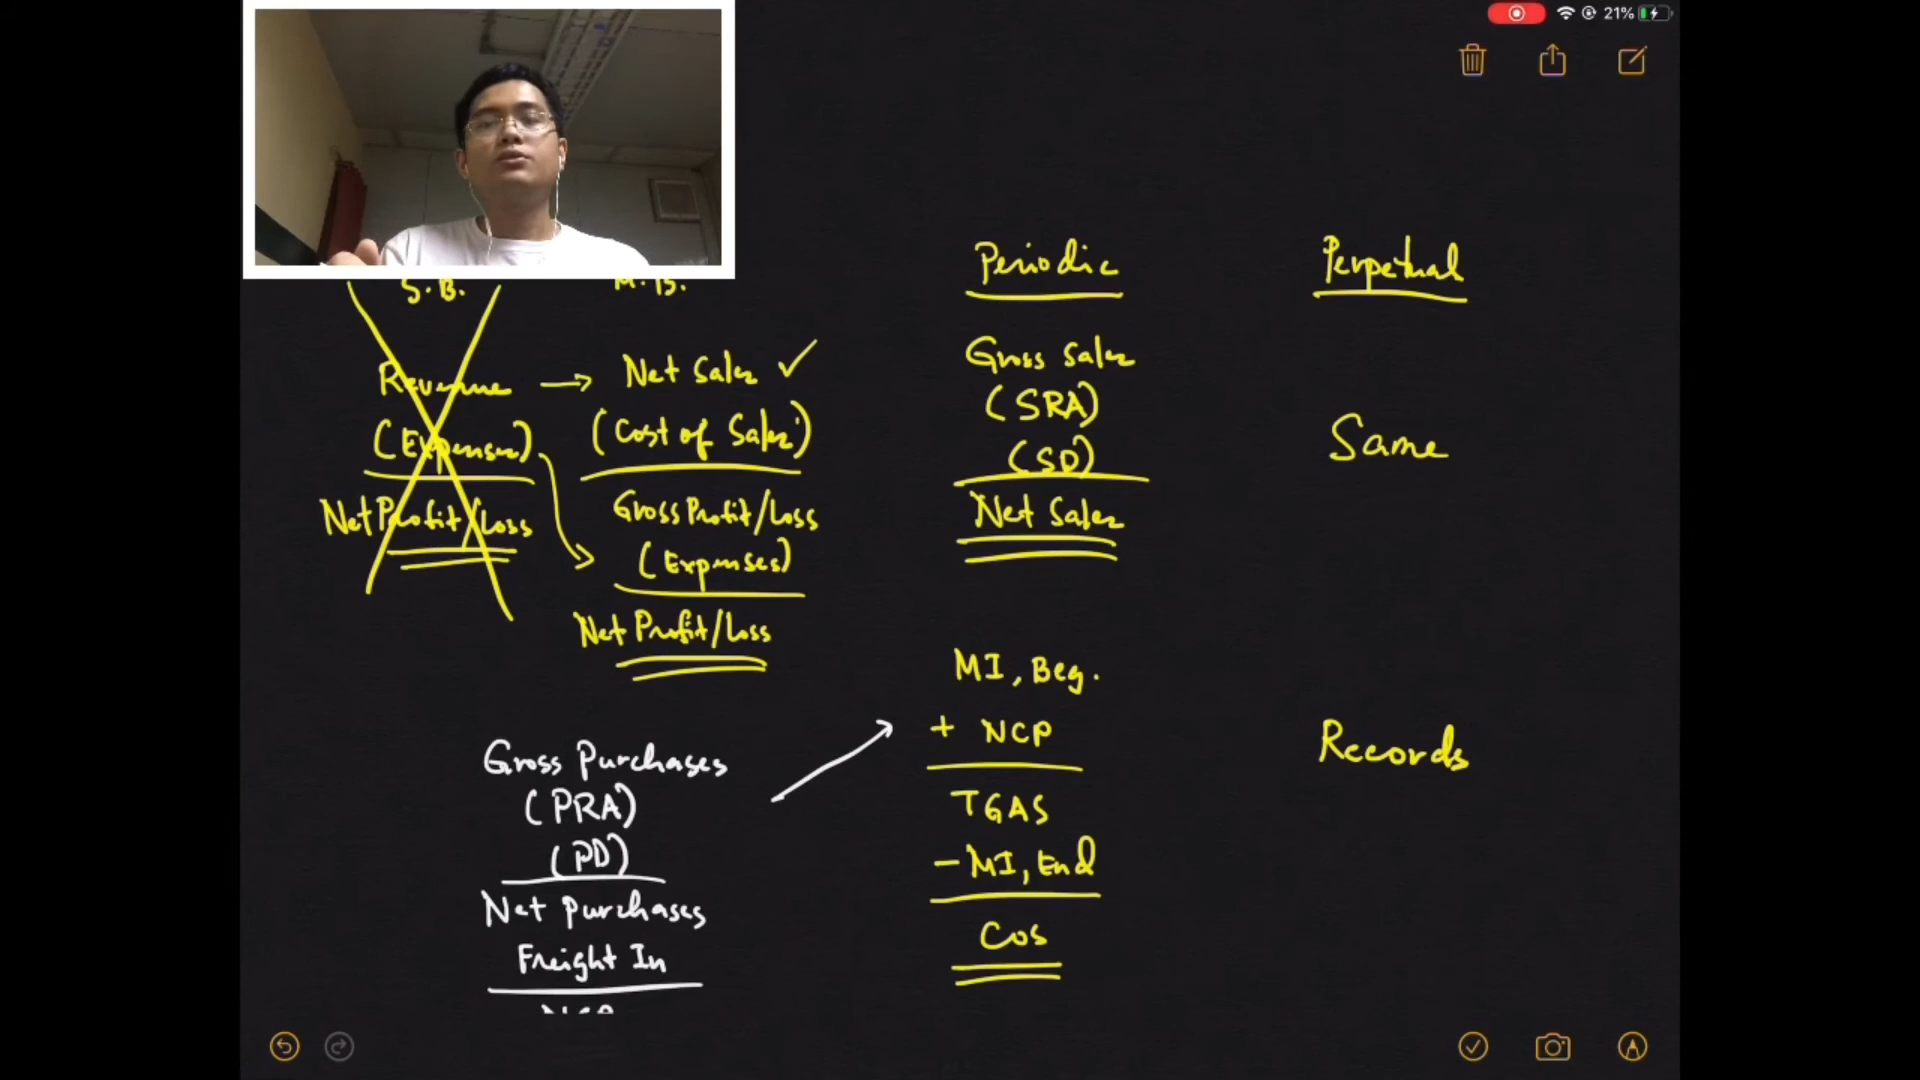 21%
S.B.
M.B.
Revenue → Net Sales ✓
(Expenses)
(Cost of Sales)
Net Profit/Loss
Gross Profit/Loss
(Expenses)
Net Profit/Loss
Gross Purchases
(PRA)
(PD)
Net Purchases
Freight In
Periodic
Gross Sales
(SRA)
(SD)
Net Sales
MI, Beg.
+ NCP
TGAS
- MI, End
COS
Perpetual
Same
Records